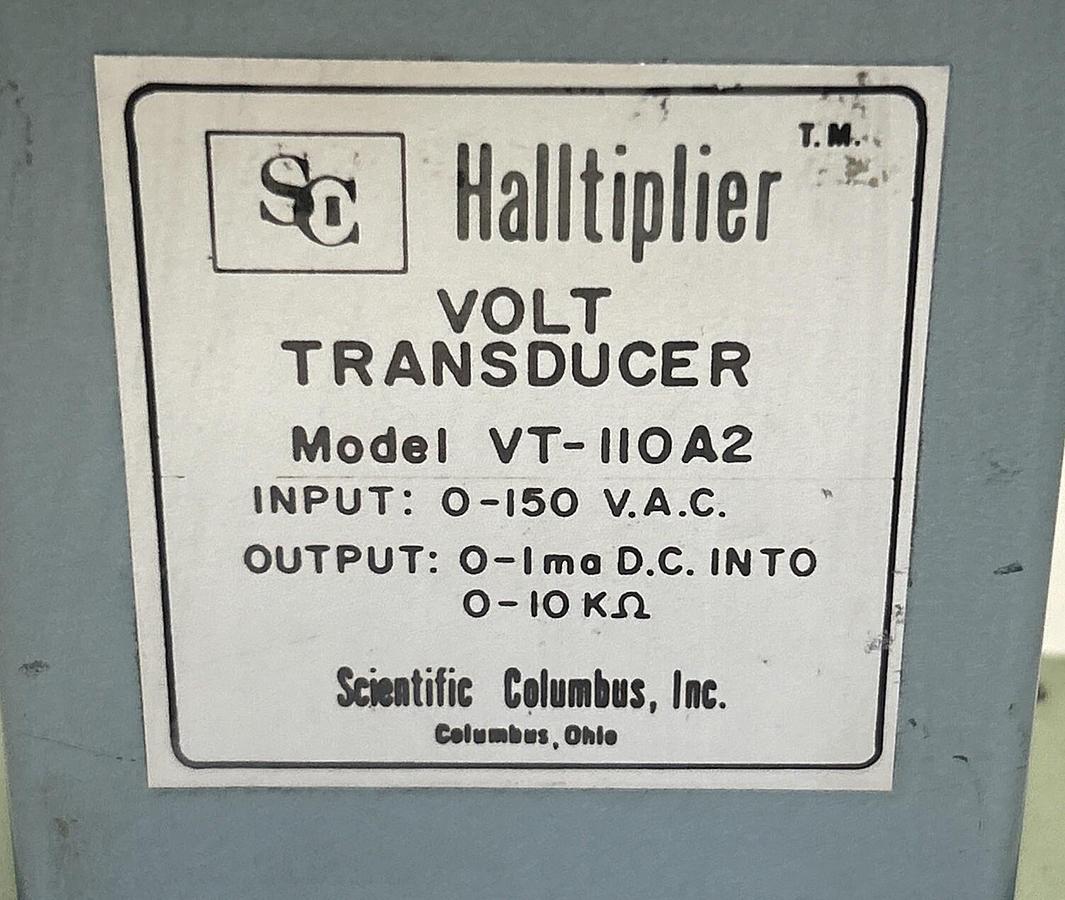 SC Halltiplier T.M.
VOLT
TRANSDUCER
Model VT-110A2
INPUT: 0-150 V.A.C.
OUTPUT: 0-1ma D.C. INTO
0-10 KΩ
Scientific Columbus, Inc.
Columbus, Ohio